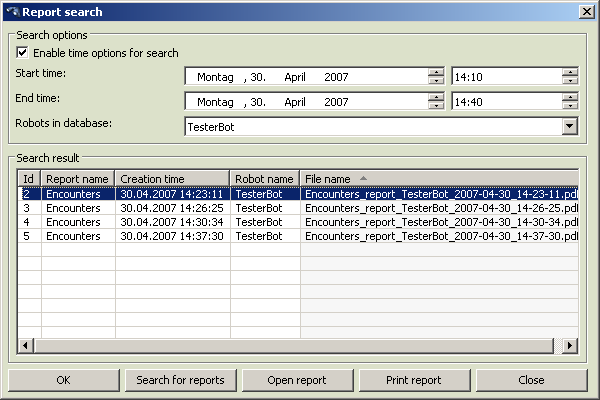 Report search
Search options
Enable time options for search
Start time: Montag , 30. April 2007 14:10
End time: Montag , 30. April 2007 14:40
Robots in database: TesterBot
Search result
Id Report name Creation time Robot name File name
2 Encounters 30.04.2007 14:23:11 TesterBot Encounters_report_TesterBot_2007-04-30_14-23-11.pdf
3 Encounters 30.04.2007 14:26:25 TesterBot Encounters_report_TesterBot_2007-04-30_14-26-25.pdf
4 Encounters 30.04.2007 14:30:34 TesterBot Encounters_report_TesterBot_2007-04-30_14-30-34.pdf
5 Encounters 30.04.2007 14:37:30 TesterBot Encounters_report_TesterBot_2007-04-30_14-37-30.pdf
OK Search for reports Open report Print report Close